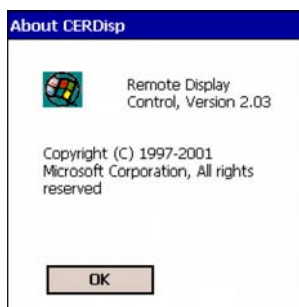 About CERDisp
Remote Display
Control, Version 2.03
Copyright (C) 1997-2001
Microsoft Corporation, All rights
reserved
OK